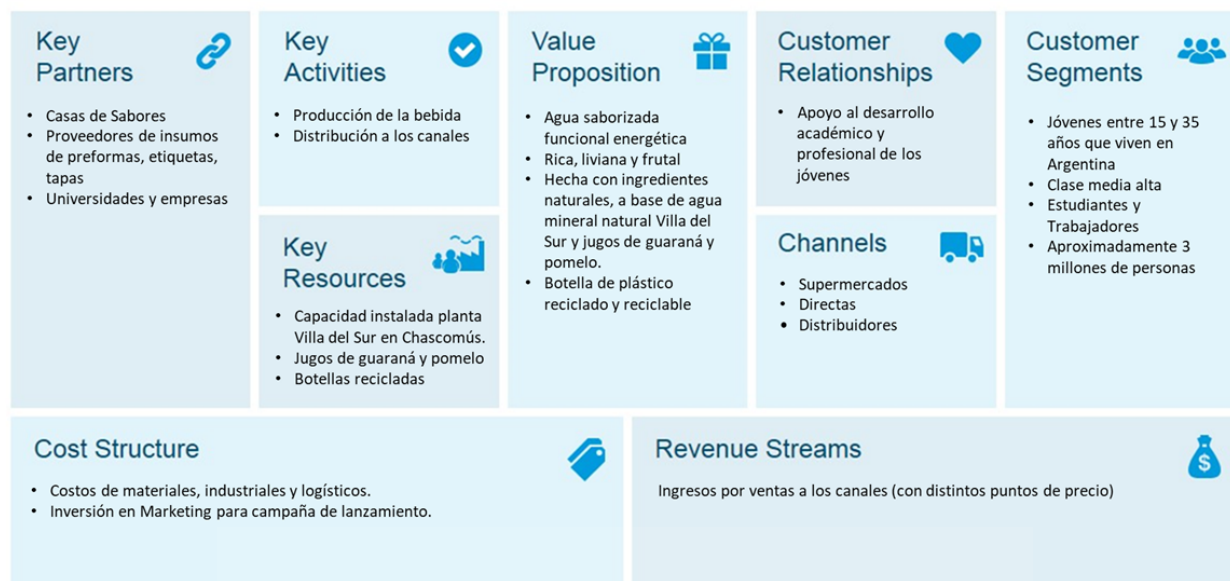 Key
Partners
• Casas de Sabores
• Proveedores de insumos
de preformas, etiquetas,
tapas
• Universidades y empresas
Key
Activities
• Producción de la bebida
• Distribución a los canales
Key
Resources
• Capacidad instalada planta
Villa del Sur en Chascomús.
• Jugos de guaraná y pomelo
• Botellas recicladas
Value
Proposition
• Agua saborizada
funcional energética
• Rica, liviana y frutal
• Hecha con ingredientes
naturales, a base de agua
mineral natural Villa del
Sur y jugos de guaraná y
pomelo.
• Botella de plástico
reciclado y reciclable
Customer
Relationships
• Apoyo al desarrollo
académico y
profesional de los
jóvenes
Channels
• Supermercados
• Directas
• Distribuidores
Customer
Segments
• Jóvenes entre 15 y 35
años que viven en
Argentina
• Clase media alta
• Estudiantes y
Trabajadores
• Aproximadamente 3
millones de personas
Cost Structure
• Costos de materiales, industriales y logísticos.
• Inversión en Marketing para campaña de lanzamiento.
Revenue Streams
$
Ingresos por ventas a los canales (con distintos puntos de precio)